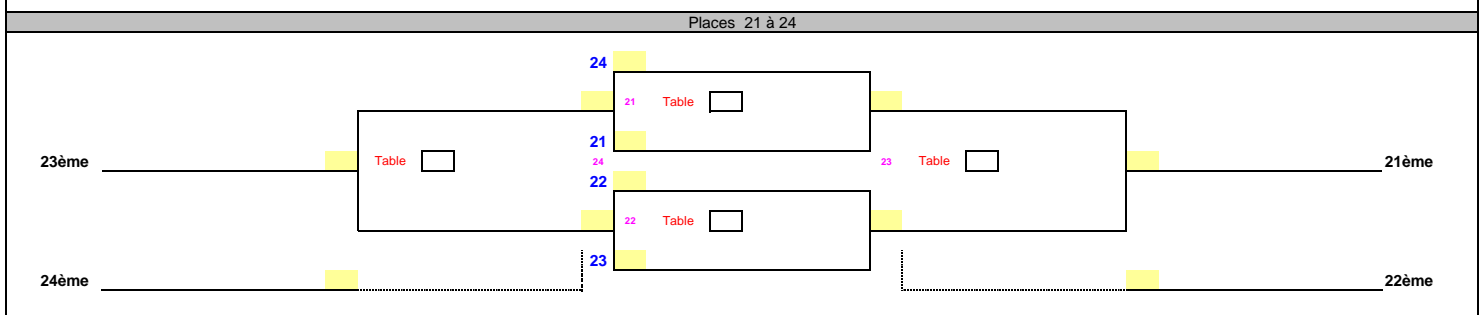 Places 21 à 24
24
21 Table
21
23ème Table 24 23 Table 21ème
22
22 Table
23
24ème 22ème